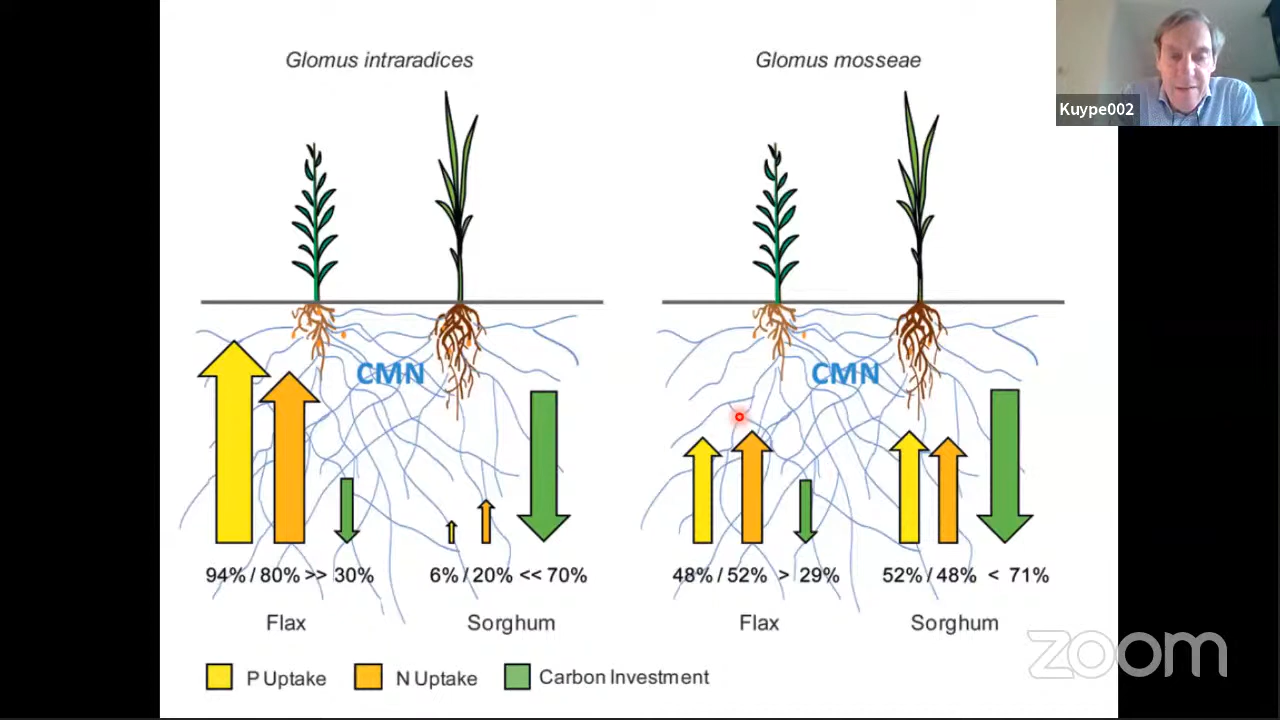 Glomus intraradices
Glomus mosseae
Kuype002
CMN
CMN
94% / 80% >> 30%
6% / 20% << 70%
48% / 52% > 29%
52% / 48% < 71%
Flax
Sorghum
Flax
Sorghum
zoom
P Uptake
N Uptake
Carbon Investment